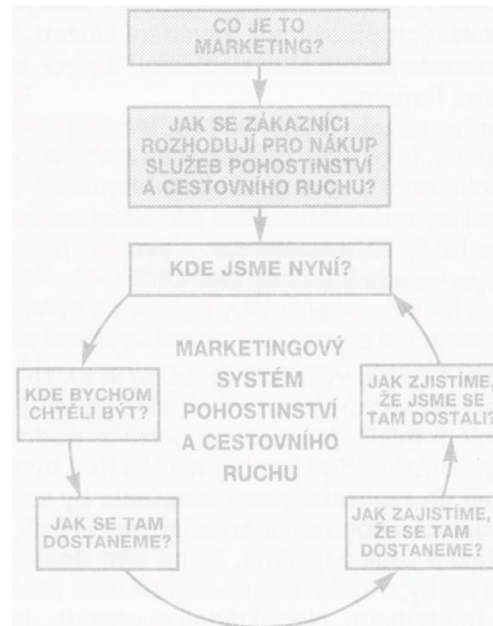 CO JE TO
MARKETING?
JAK SE ZÁKAZNÍCI
ROZHODUJÍ PRO NÁKUP
SLUŽEB POHOSTINSTVÍ
A CESTOVNÍHO RUCHU?
KDE JSME NYNÍ?
MARKETINGOVÝ
SYSTÉM
POHOSTINSTVÍ
A CESTOVNÍHO
RUCHU
KDE BYCHOM
CHTĚLI BÝT?
JAK SE TAM
DOSTANEME?
JAK ZAJISTÍME,
ŽE SE TAM
DOSTANEME?
JAK ZJISTÍME,
ŽE JSME SE
TAM DOSTALI?